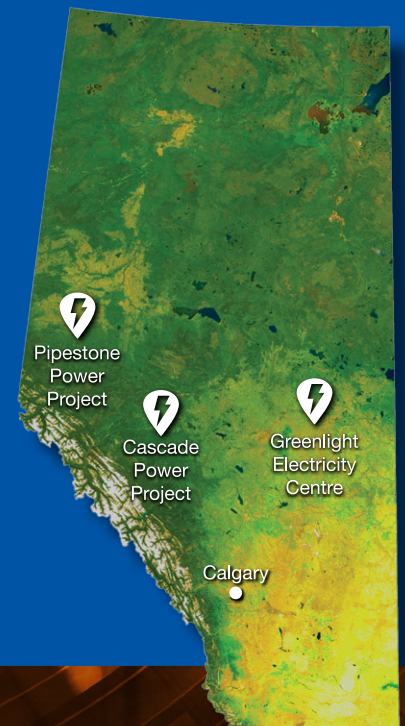 Pipestone
Power
Project
Cascade
Power
Project
Greenlight
Electricity
Centre
Calgary